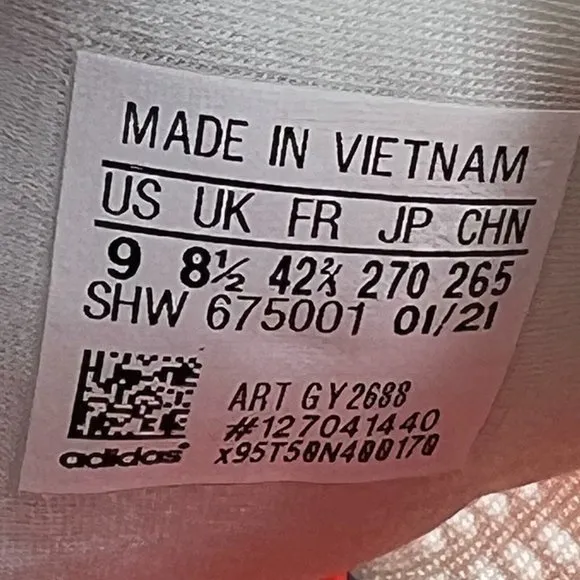 MADE IN VIETNAM
US UK FR JP CHN
9 8½ 42⅔ 270 265
SHW 675001 01/21
ART GY2688
#127041440
x95T50N400170
adidas